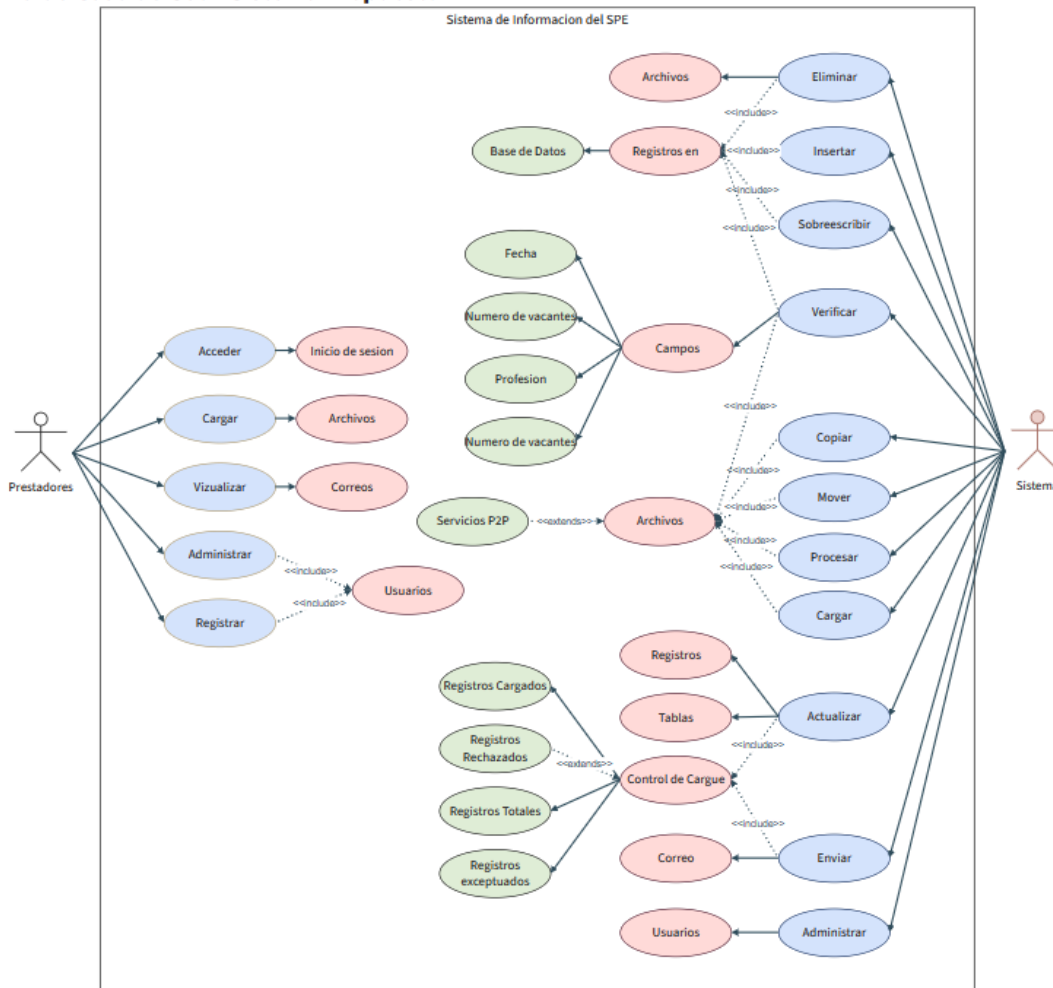 Sistema de Informacion del SPE
Archivos
Eliminar
<<include>>
Base de Datos
Registros en
<<include>>
Insertar
Sobreescribir
<<include>>
Fecha
Numero de vacantes
Verificar
Campos
Profesion
Numero de vacantes
Acceder
Inicio de sesion
Cargar
Archivos
Vizualizar
Correos
Administrar
<<include>>
Usuarios
<<include>>
Registrar
Prestadores
<<include>>
Copiar
<<include>>
Mover
Servicios P2P
<<extends>>
Archivos
<<include>>
<<include>>
Procesar
<<include>>
Cargar
Sistema
Registros
Registros Cargados
Tablas
Actualizar
Registros
Rechazados
<<include>>
<<extends>>
Control de Cargue
Registros Totales
<<include>>
Correo
Enviar
Registros
exceptuados
Usuarios
Administrar